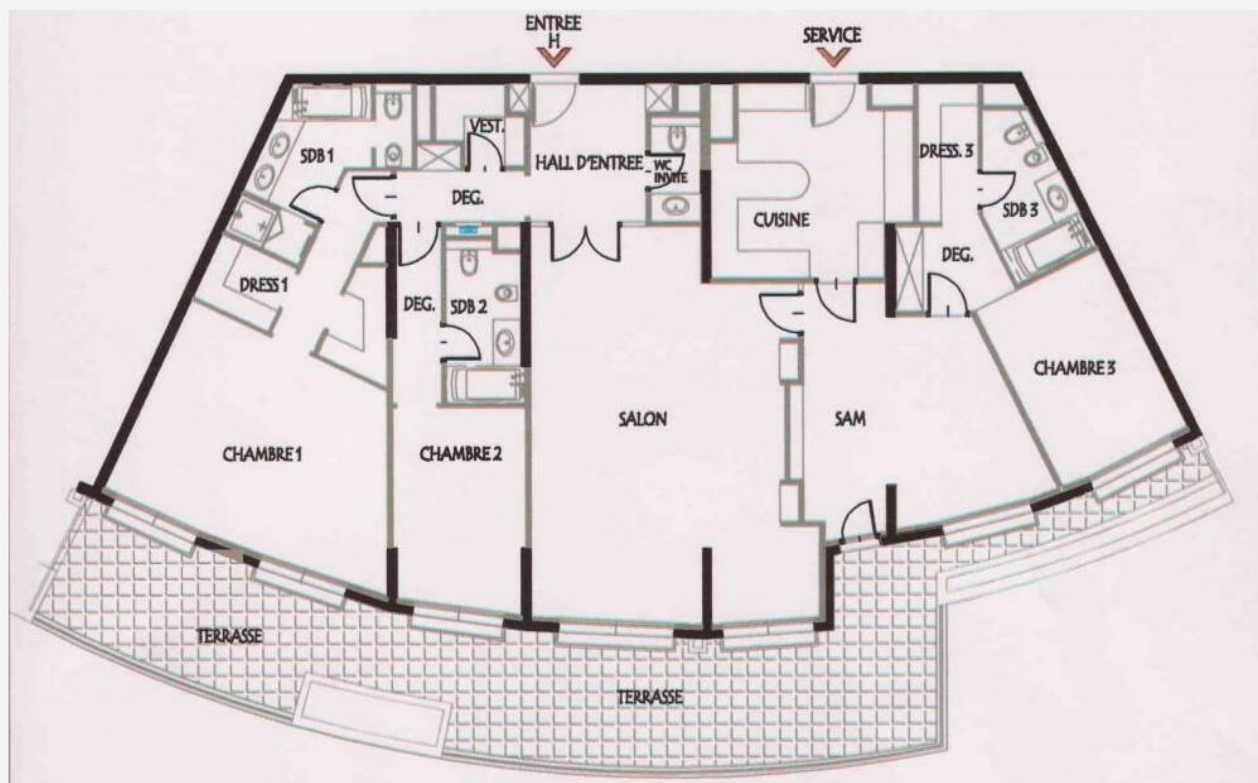 ENTREE
H
SERVICE
SDB 1
VEST.
HALL D'ENTREE
WC
INVITE
DRESS. 3
SDB 3
DEG.
CUISINE
DEG.
DRESS 1
DEG.
SDB 2
CHAMBRE 3
SALON
SAM
CHAMBRE 1
CHAMBRE 2
TERRASSE
TERRASSE